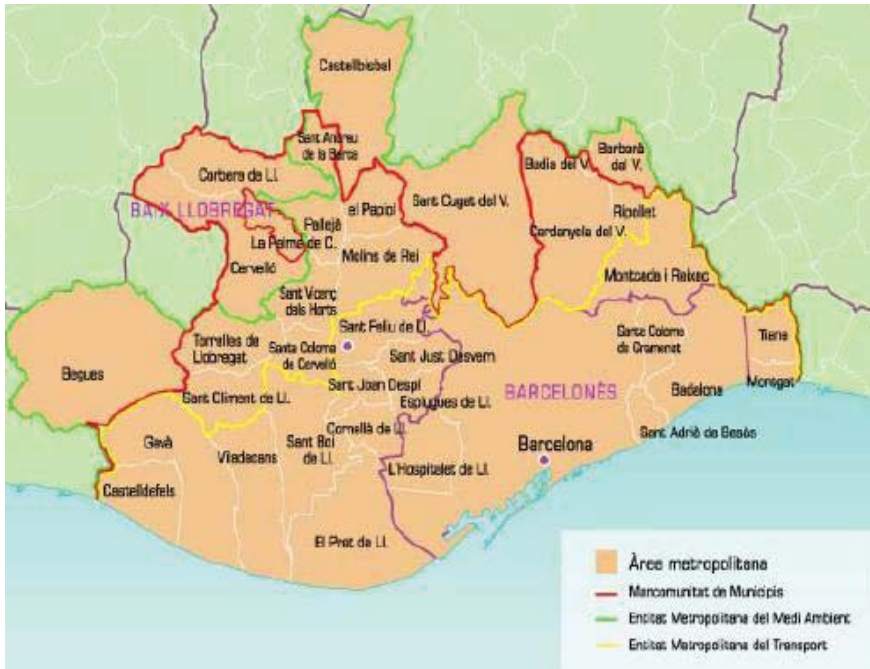 Castellbisbal
Sant Andreu
de la Barca
Corbera de Ll.
Badia del V.
Barberà
del V.
Sant Cugat del V.
el Papiol
BAIX LLOBREGAT
Pallejà
Ripollet
Cerdanyola del V.
La Palma de C.
Molins de Rei
Cervelló
Montcada i Reixac
Sant Vicenç
dels Horts
Sant Feliu de Ll.
Torrelles de
Llobregat
Santa Coloma
de Cervelló
Santa Coloma
de Gramenet
Tiana
Sant Just Desvern
Begues
Sant Joan Despí
Montgat
Sant Climent de Ll.
Esplugues de Ll.
BARCELONÈS
Badalona
Cornellà de Ll.
Gavà
Viladecans
Sant Boi
de Ll.
Sant Adrià de Besòs
Barcelona
L'Hospitalet de Ll.
Castelldefels
El Prat de Ll.
Àrea metropolitana
Mancomunitat de Municipis
Entitat Metropolitana del Medi Ambient
Entitat Metropolitana del Transport